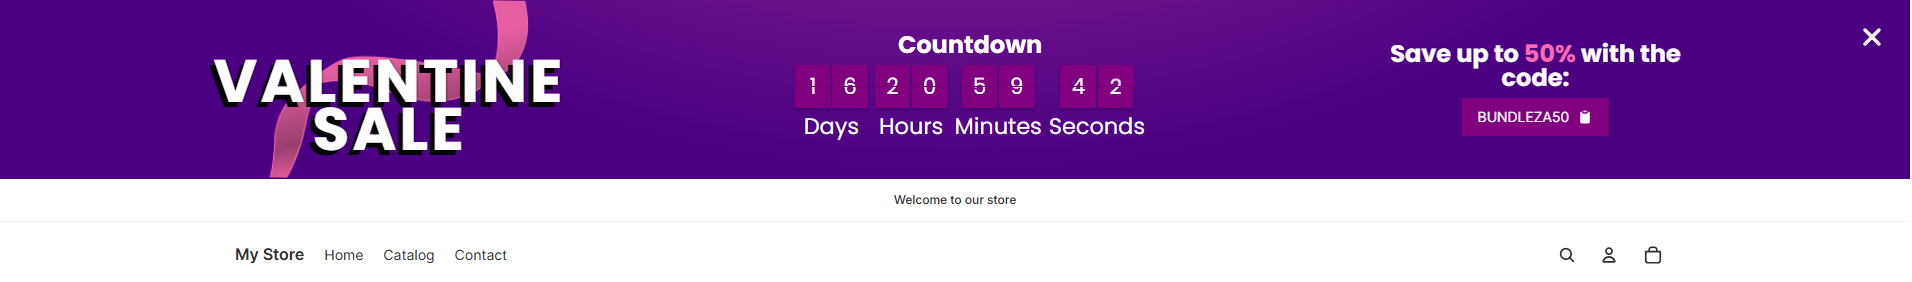 VALENTINE
SALE
Countdown
1 6 2 0 5 9 4 2
Days Hours Minutes Seconds
Save up to 50% with the
code:
BUNDLEZA50
Welcome to our store
My Store Home Catalog Contact